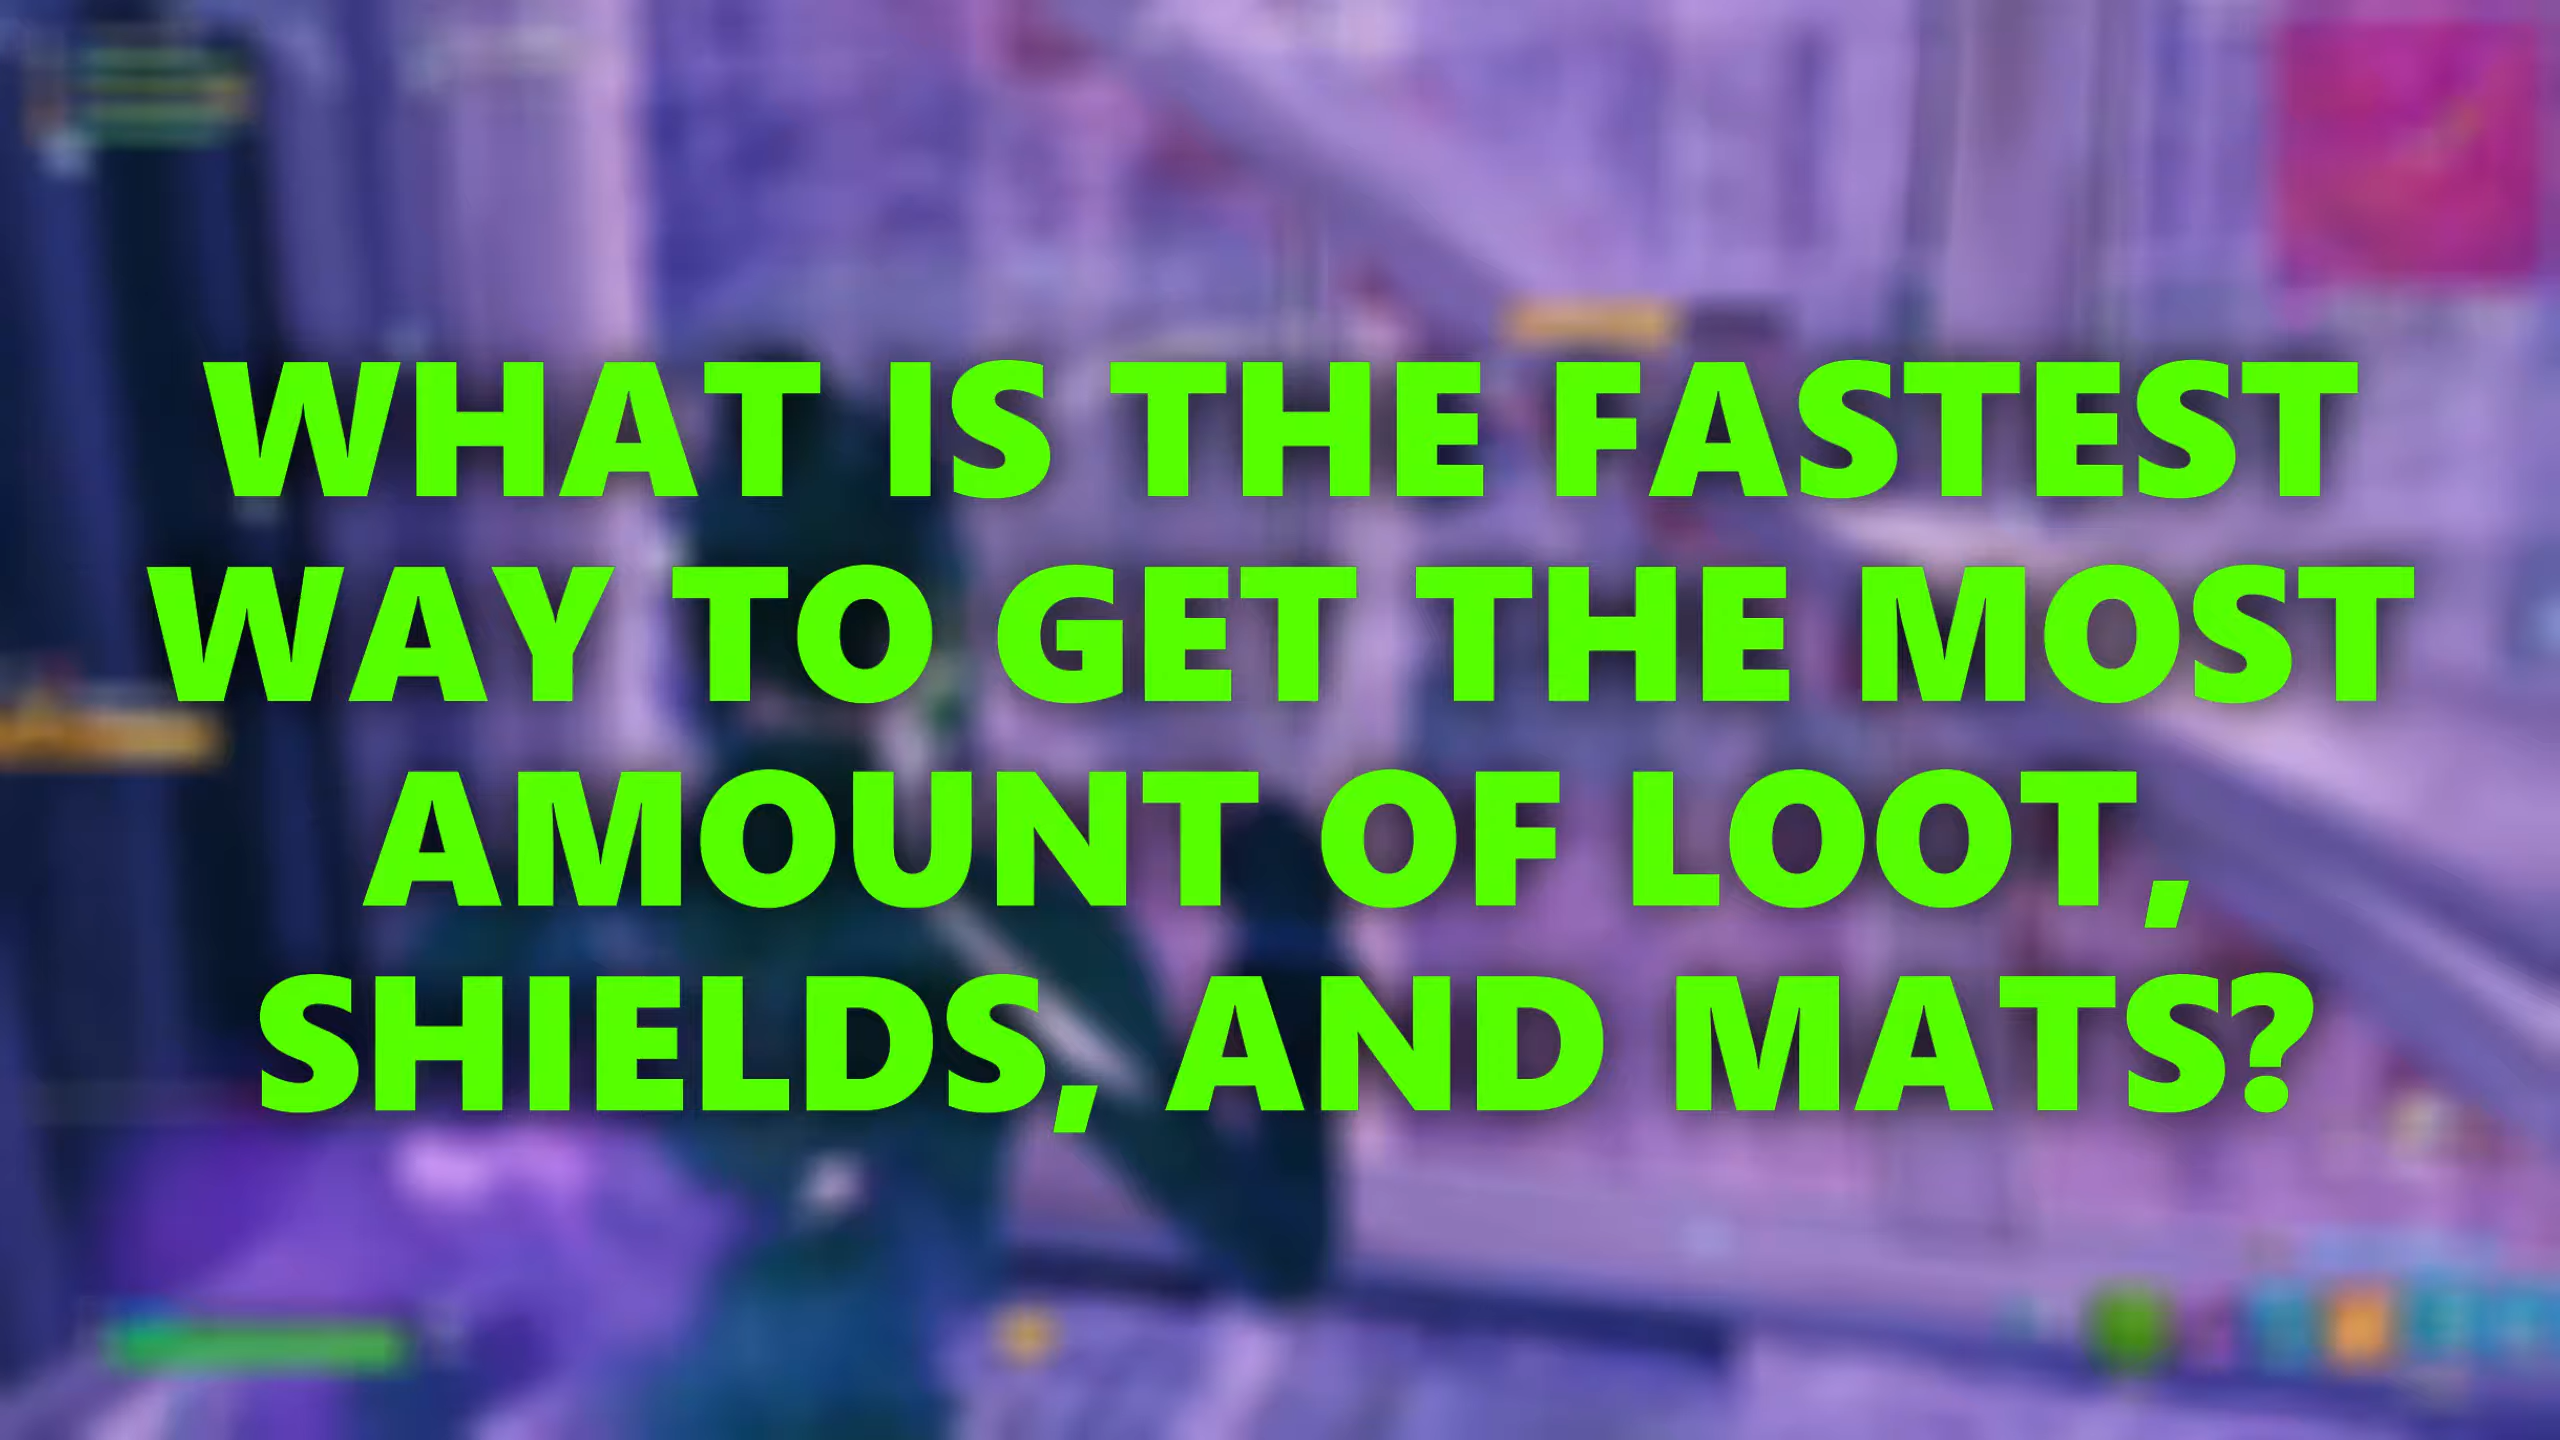 WHAT IS THE FASTEST
WAY TO GET THE MOST
AMOUNT OF LOOT,
SHIELDS, AND MATS?